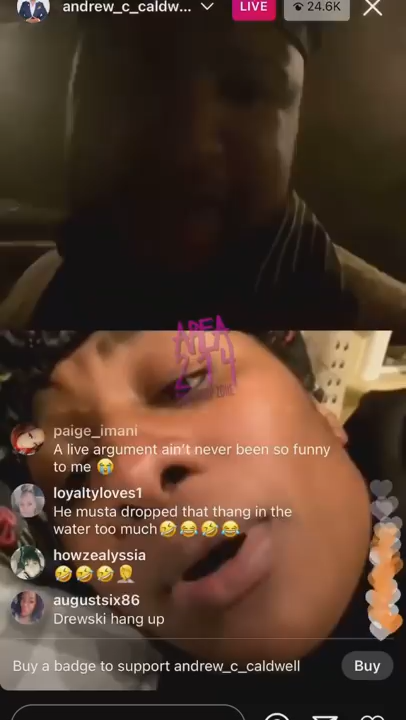 andrew_c_caldw...
LIVE
24.6K
AREA
paige_imani
A live argument ain't never been so funny
to me 😭
loyaltyloves1
He musta dropped that thang in the
water too much🤣😂🤣😂
howzealyssia
🤣🤣🤣🤦
augustsix86
Drewski hang up
Buy a badge to support andrew_c_caldwell
Buy